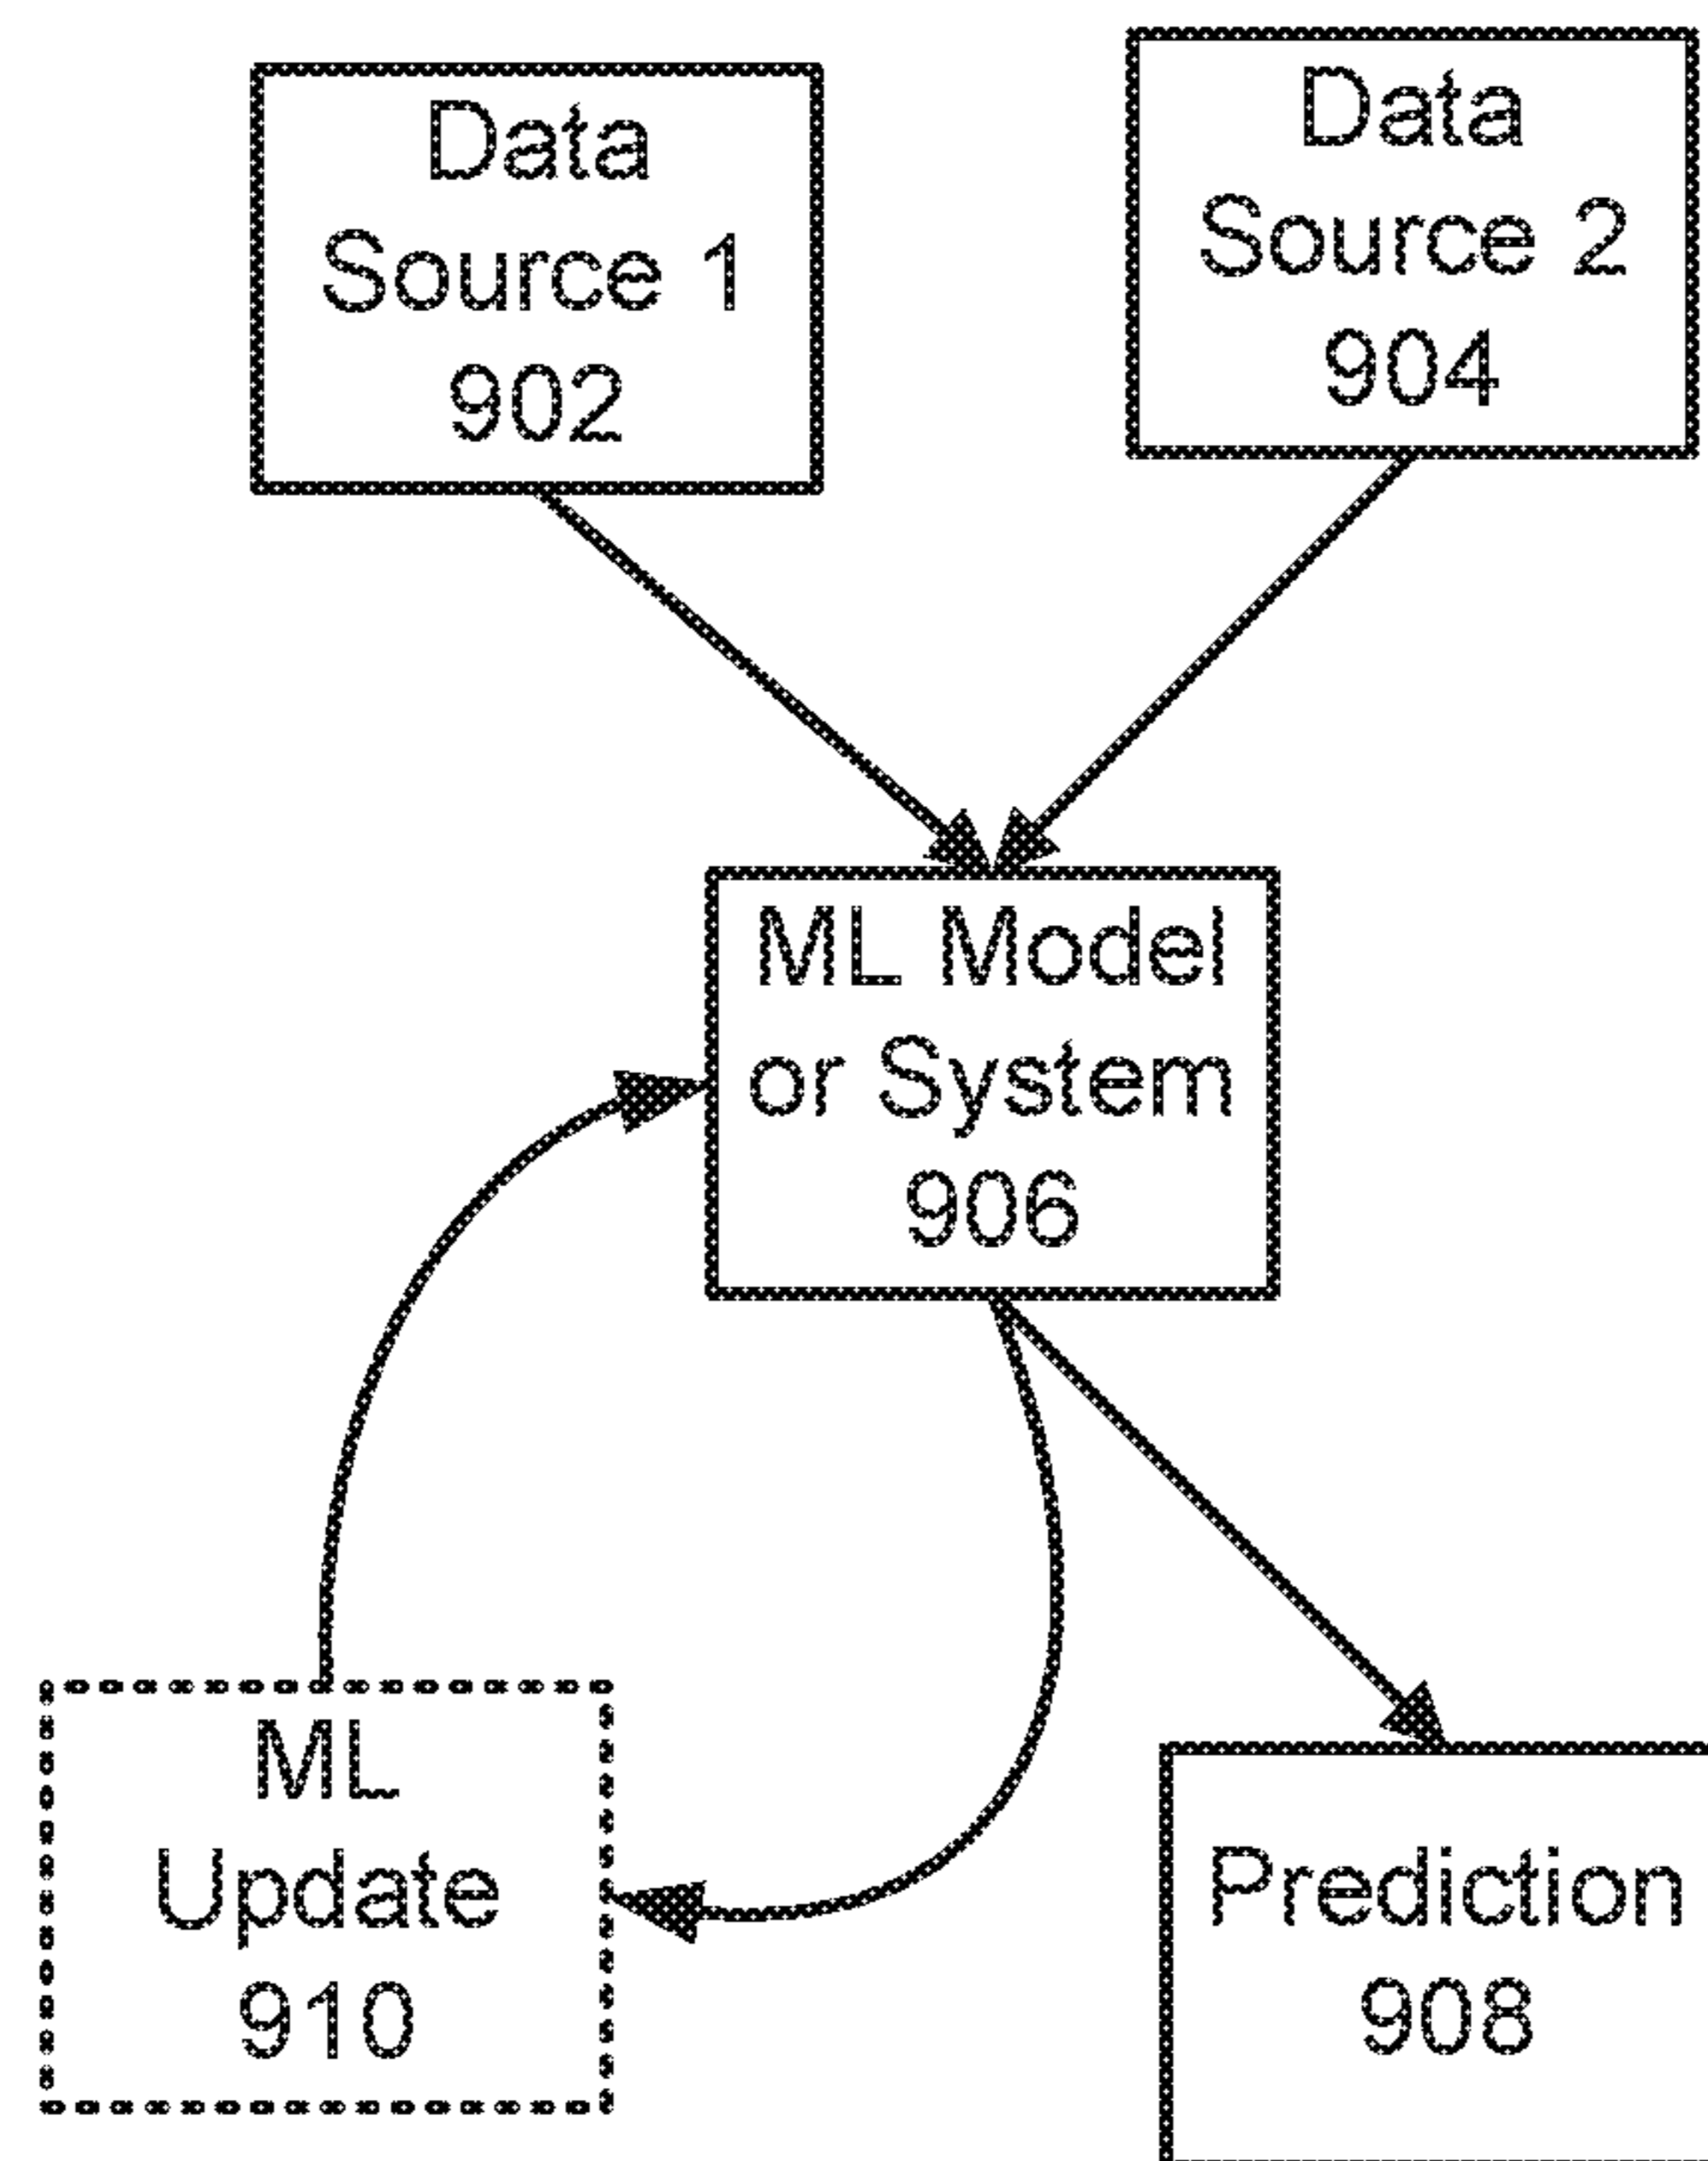 Data
Source 1
902
Data
Source 2
904
ML Model
or System
906
ML
Update
910
Prediction
908